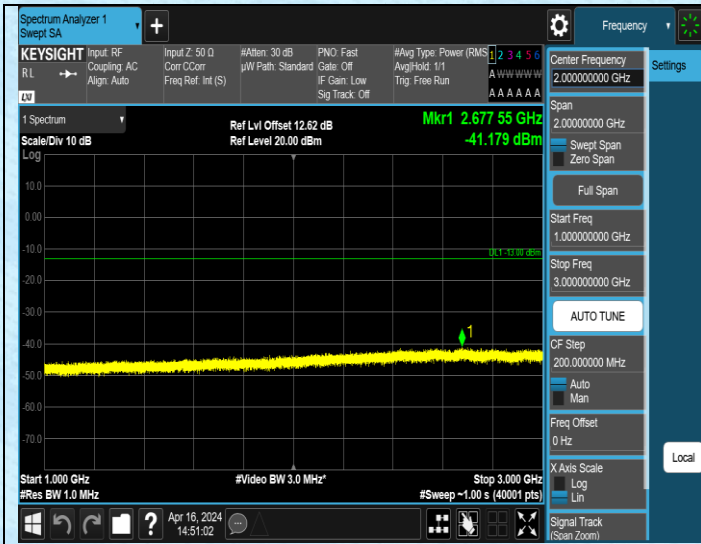 Spectrum Analyzer 1
Swept SA
+
Frequency
KEYSIGHT
RL
LXI
Input: RF
Coupling: AC
Align: Auto
Input Z: 50 Ω
Corr CCorr
Freq Ref: Int (S)
#Atten: 30 dB
µW Path: Standard
PNO: Fast
Gate: Off
IF Gain: Low
Sig Track: Off
#Avg Type: Power (RMS
Avg|Hold: 1/1
Trig: Free Run
1 2 3 4 5 6
A W W W W W
A A A A A A
1 Spectrum
Scale/Div 10 dB
Log
Ref Lvl Offset 12.62 dB
Ref Level 20.00 dBm
Mkr1 2.677 55 GHz
-41.179 dBm
10.0
0.00
-10.0
-20.0
-30.0
-40.0
-50.0
-60.0
-70.0
DL1 -13.00 dBm
1
Start 1.000 GHz
#Res BW 1.0 MHz
#Video BW 3.0 MHz*
Stop 3.000 GHz
#Sweep ~1.00 s (40001 pts)
?
Apr 16, 2024
14:51:02
Center Frequency
2.000000000 GHz
Span
2.00000000 GHz
Swept Span
Zero Span
Full Span
Start Freq
1.000000000 GHz
Stop Freq
3.000000000 GHz
AUTO TUNE
CF Step
200.000000 MHz
Auto
Man
Freq Offset
0 Hz
X Axis Scale
Log
Lin
Signal Track
(Span Zoom)
Settings
Local